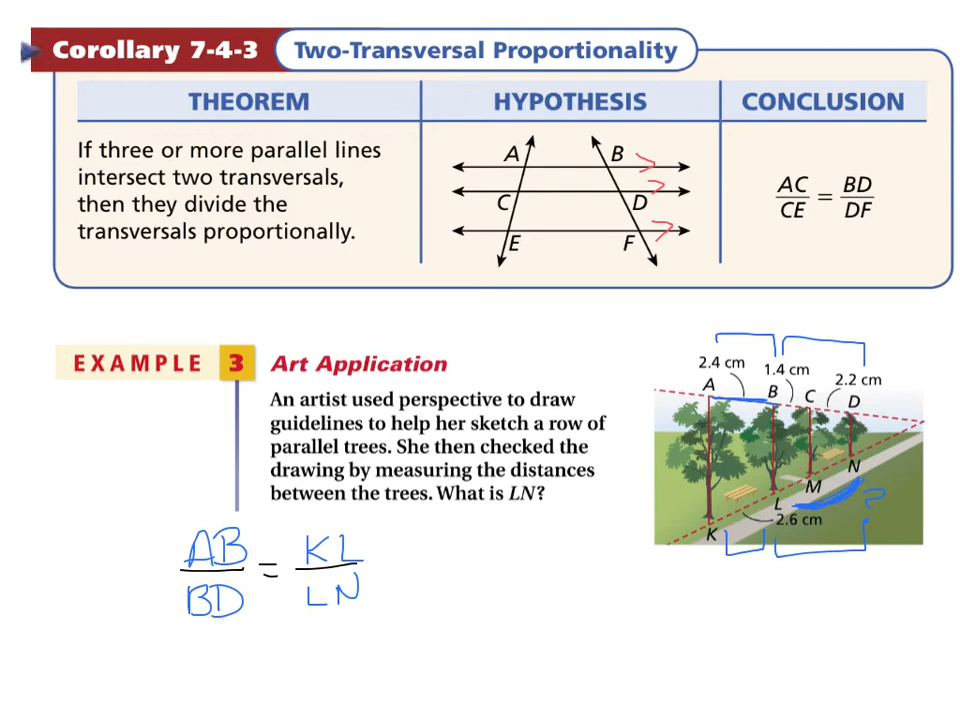 Corollary 7-4-3 Two-Transversal Proportionality
THEOREM HYPOTHESIS CONCLUSION
If three or more parallel lines
intersect two transversals,
then they divide the
transversals proportionally.
A B
C D
E F
AC/CE = BD/DF
EXAMPLE 3 Art Application
An artist used perspective to draw
guidelines to help her sketch a row of
parallel trees. She then checked the
drawing by measuring the distances
between the trees. What is LN?
2.4 cm 1.4 cm 2.2 cm
A B C D
K L M N ?
2.6 cm
AB/BD = KL/LN